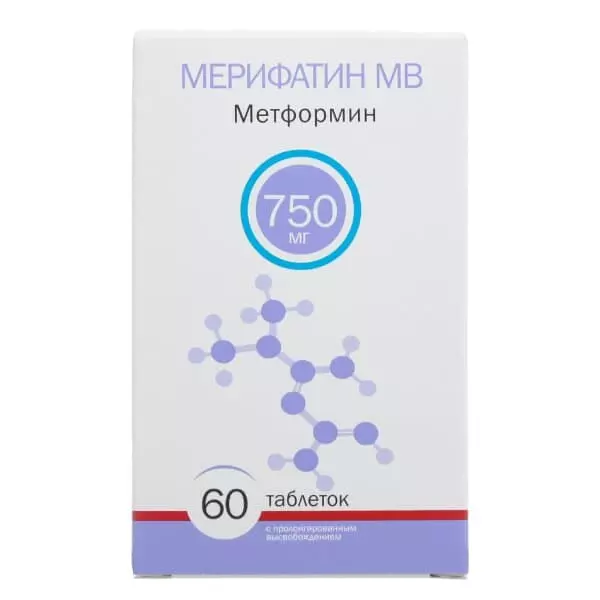 МЕРИФАТИН МВ
Метформин
750
МГ
60 таблеток
с пролонгированным
высвобождением